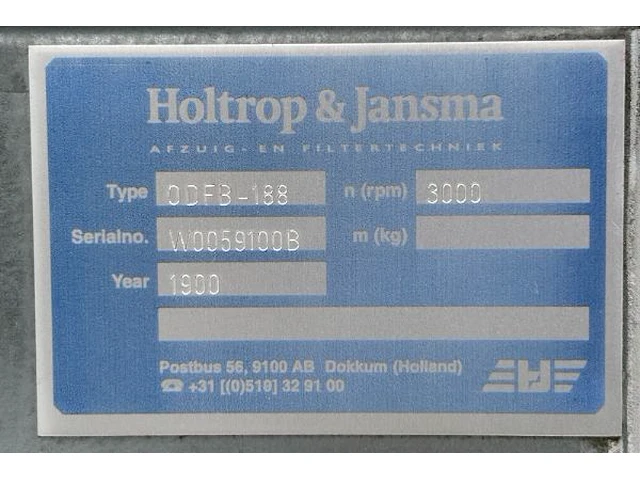 Holtrop & Jansma
AFZUIG- EN FILTERTECHNIEK
Type ODFB-188 n (rpm) 3000
Serialno. W0059100B m (kg)
Year 1900
Postbus 56, 9100 AB Dokkum (Holland)
☎ +31 [(0)519] 32 91 00